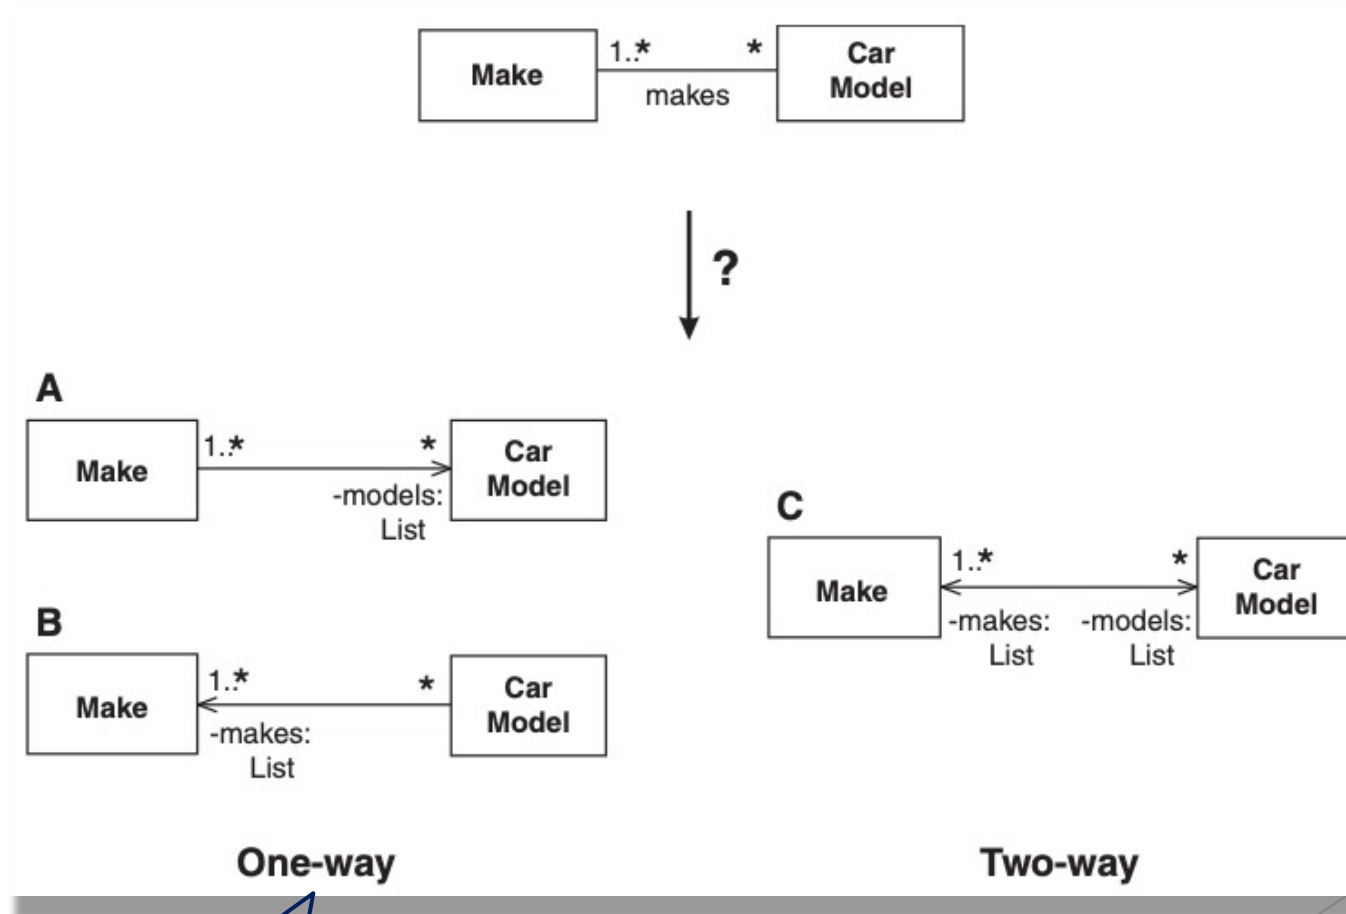 Make
1..*
*
makes
Car
Model
?
A
Make
1..*
*
-models:
List
Car
Model
B
Make
1..*
*
-makes:
List
Car
Model
C
Make
1..*
*
-makes:
List
-models:
List
Car
Model
One-way
Two-way